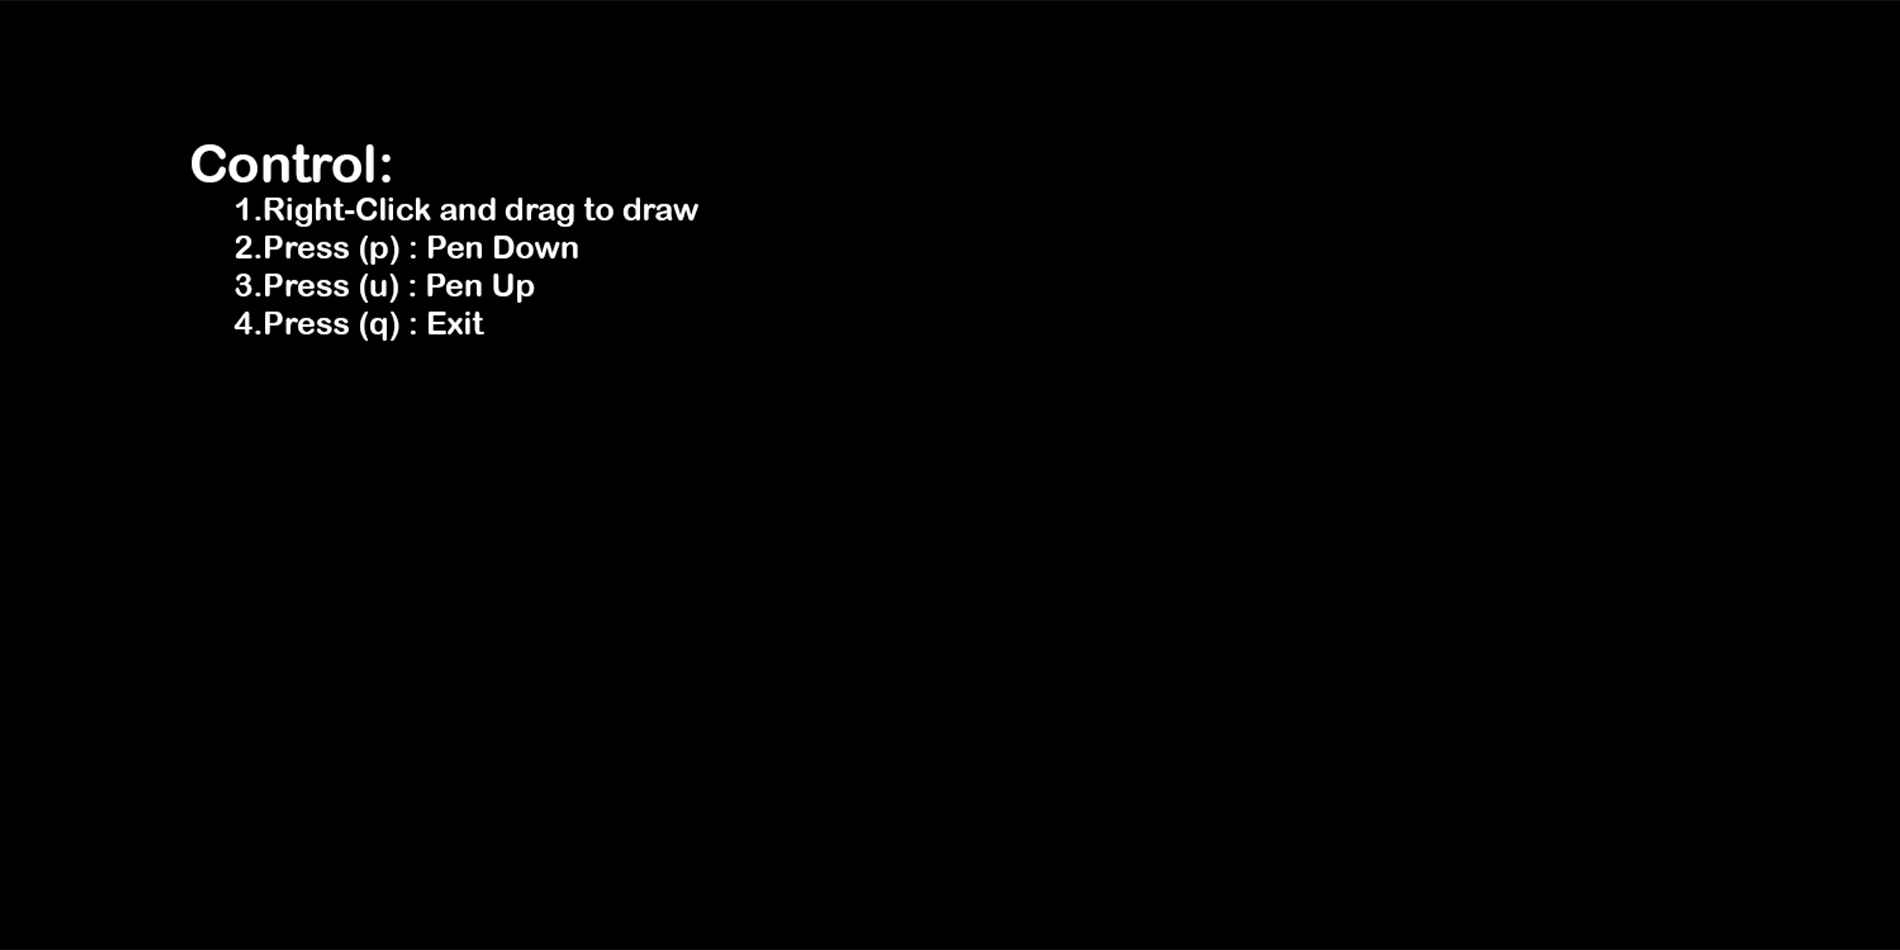 Control:
1.Right-Click and drag to draw
2.Press (p) : Pen Down
3.Press (u) : Pen Up
4.Press (q) : Exit